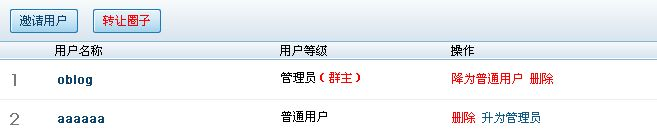 邀请用户 转让圈子
用户名称 用户等级 操作
1 oblog 管理员（群主） 降为普通用户 删除
2 aaaaaa 普通用户 删除 升为管理员